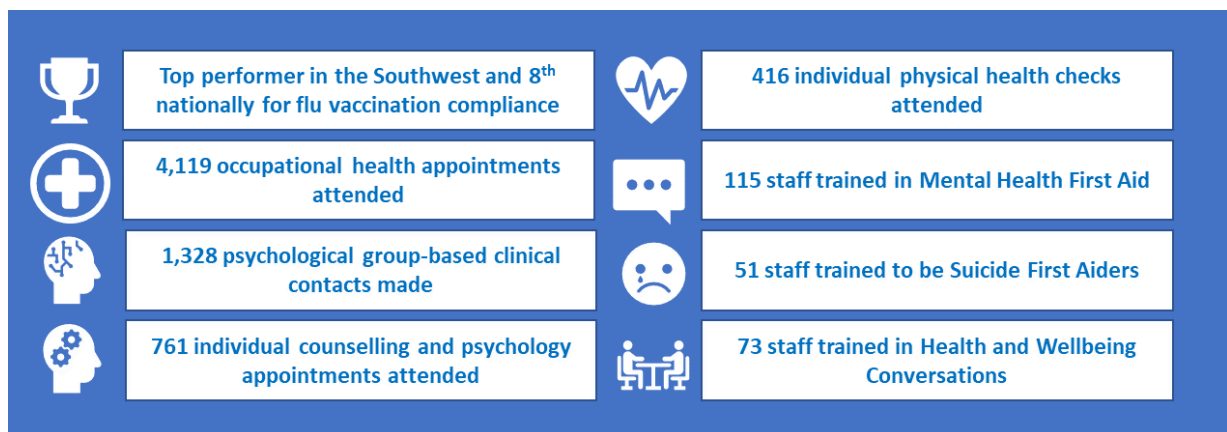 Top performer in the Southwest and 8th
nationally for flu vaccination compliance
4,119 occupational health appointments
attended
1,328 psychological group-based clinical
contacts made
761 individual counselling and psychology
appointments attended
416 individual physical health checks
attended
115 staff trained in Mental Health First Aid
51 staff trained to be Suicide First Aiders
73 staff trained in Health and Wellbeing
Conversations